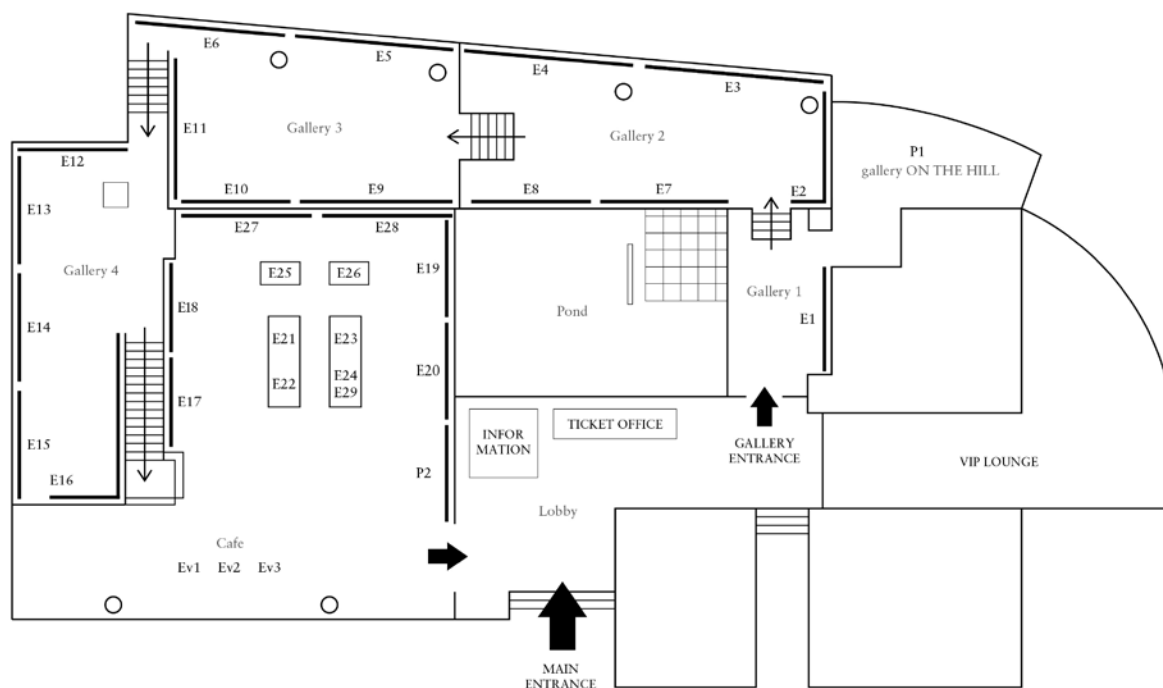 E6
E5
E4
E3
E11
Gallery 3
Gallery 2
E12
P1
gallery ON THE HILL
E13
E10
E9
E8
E7
E2
E27
E28
Gallery 4
E25
E26
E19
Gallery 1
E18
Pond
E14
E21
E23
E1
E22
E24
E29
E20
E17
E15
INFOR
MATION
TICKET OFFICE
GALLERY
ENTRANCE
VIP LOUNGE
E16
P2
Lobby
Cafe
Ev1 Ev2 Ev3
MAIN
ENTRANCE